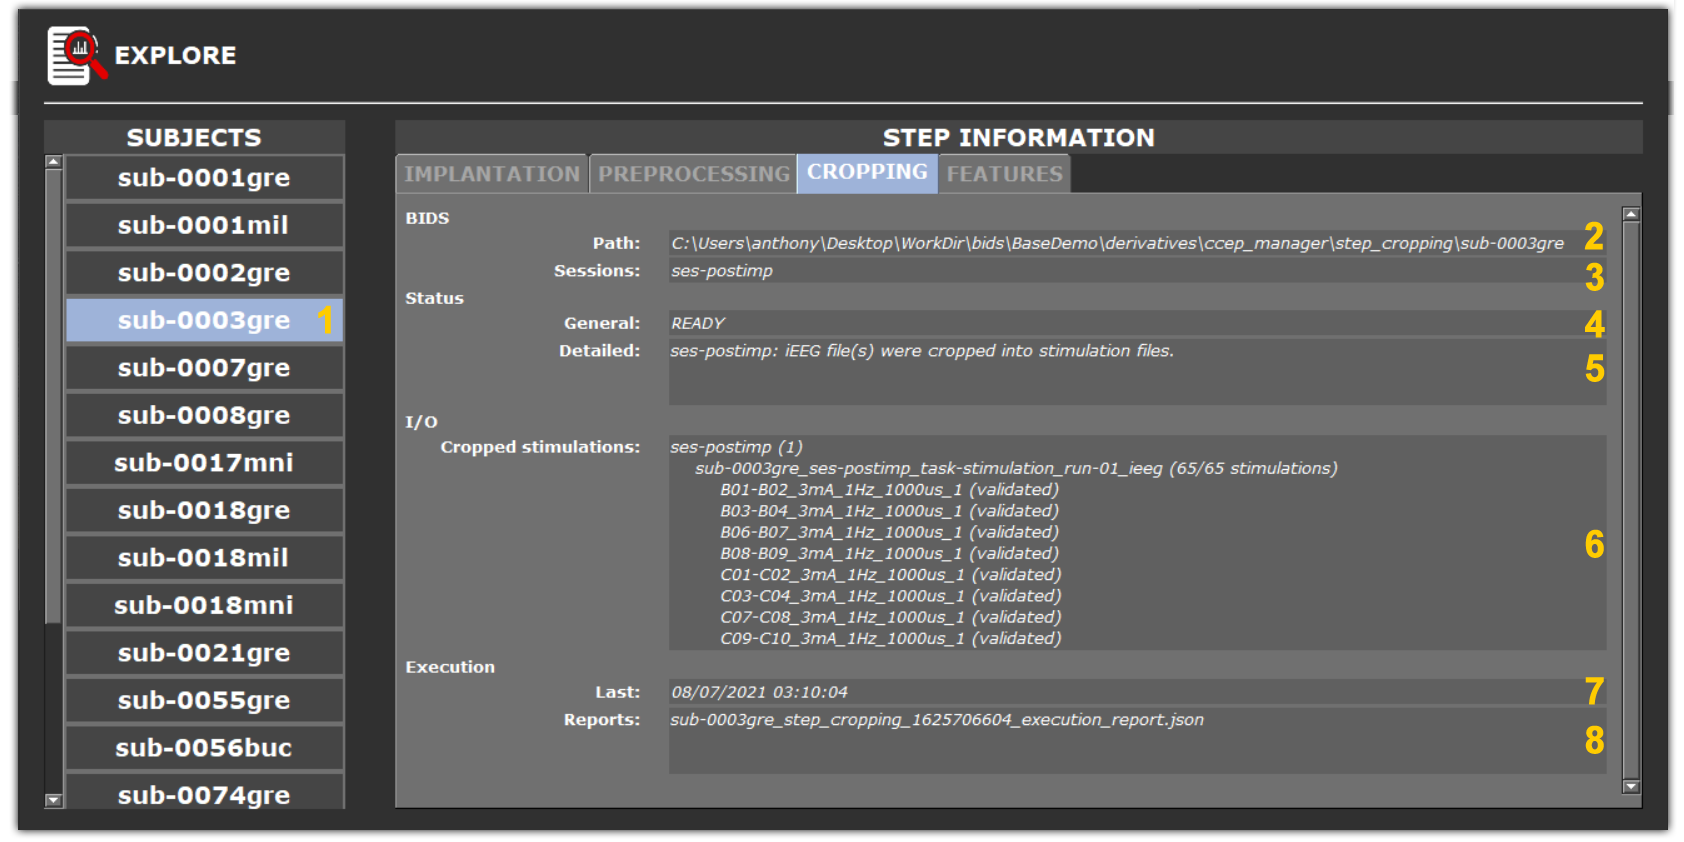 EXPLORE
SUBJECTS
sub-0001gre
sub-0001mil
sub-0002gre
sub-0003gre 1
sub-0007gre
sub-0008gre
sub-0017mni
sub-0018gre
sub-0018mil
sub-0018mni
sub-0021gre
sub-0055gre
sub-0056buc
sub-0074gre
STEP INFORMATION
IMPLANTATION PREPROCESSING CROPPING FEATURES
BIDS
Path: C:\Users\anthony\Desktop\WorkDir\bids\BaseDemo\derivatives\ccep_manager\step_cropping\sub-0003gre 2
Sessions: ses-postimp 3
Status
General: READY 4
Detailed: ses-postimp: iEEG file(s) were cropped into stimulation files. 5
I/O
Cropped stimulations: ses-postimp (1)
sub-0003gre_ses-postimp_task-stimulation_run-01_ieeg (65/65 stimulations)
B01-B02_3mA_1Hz_1000us_1 (validated)
B03-B04_3mA_1Hz_1000us_1 (validated)
B06-B07_3mA_1Hz_1000us_1 (validated)
B08-B09_3mA_1Hz_1000us_1 (validated) 6
C01-C02_3mA_1Hz_1000us_1 (validated)
C03-C04_3mA_1Hz_1000us_1 (validated)
C07-C08_3mA_1Hz_1000us_1 (validated)
C09-C10_3mA_1Hz_1000us_1 (validated)
Execution
Last: 08/07/2021 03:10:04 7
Reports: sub-0003gre_step_cropping_1625706604_execution_report.json 8